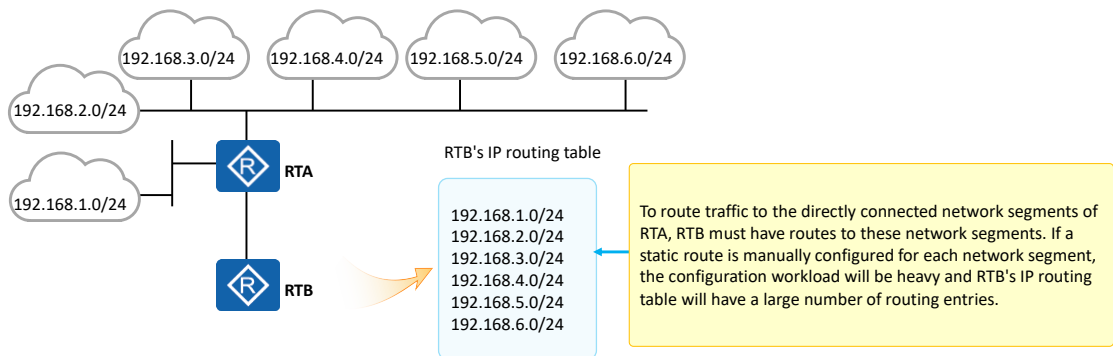 192.168.3.0/24
192.168.4.0/24
192.168.5.0/24
192.168.6.0/24
192.168.2.0/24
192.168.1.0/24
R
RTA
R
RTB
RTB's IP routing table
192.168.1.0/24
192.168.2.0/24
192.168.3.0/24
192.168.4.0/24
192.168.5.0/24
192.168.6.0/24
To route traffic to the directly connected network segments of
RTA, RTB must have routes to these network segments. If a
static route is manually configured for each network segment,
the configuration workload will be heavy and RTB's IP routing
table will have a large number of routing entries.